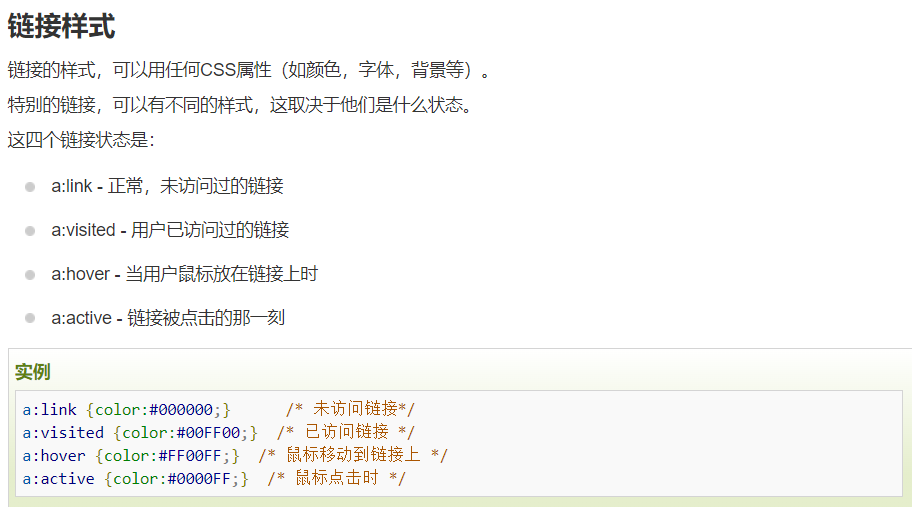 链接样式
链接的样式，可以用任何CSS属性（如颜色，字体，背景等）。
特别的链接，可以有不同的样式，这取决于他们是什么状态。
这四个链接状态是：
a:link - 正常，未访问过的链接
a:visited - 用户已访问过的链接
a:hover - 当用户鼠标放在链接上时
a:active - 链接被点击的那一刻
实例
a:link {color:#000000;}      /* 未访问链接*/
a:visited {color:#00FF00;}  /* 已访问链接 */
a:hover {color:#FF00FF;}  /* 鼠标移动到链接上 */
a:active {color:#0000FF;}  /* 鼠标点击时 */